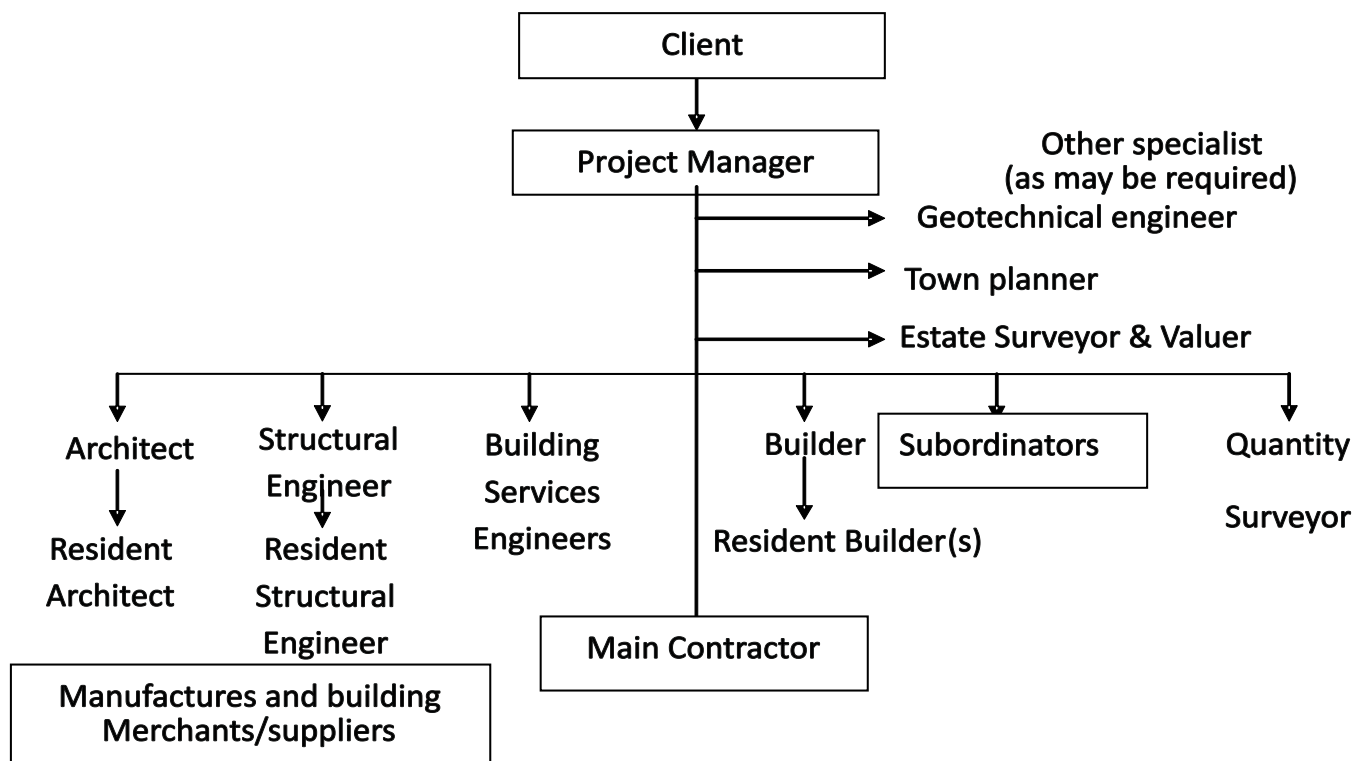 Client
Project Manager
Other specialist
(as may be required)
Geotechnical engineer
Town planner
Estate Surveyor & Valuer
Architect
Structural
Engineer
Building
Services
Engineers
Builder
Subordinators
Quantity
Surveyor
Resident
Architect
Resident
Structural
Engineer
Resident Builder(s)
Main Contractor
Manufactures and building
Merchants/suppliers